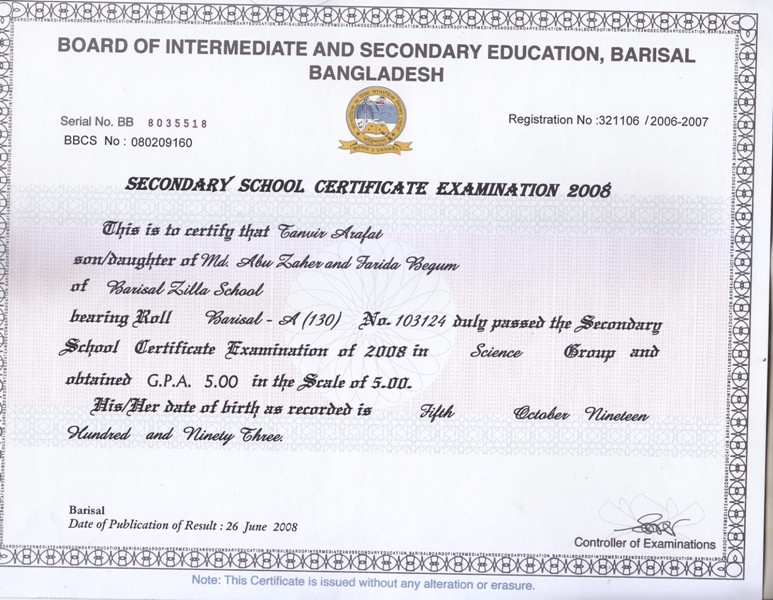 BOARD OF INTERMEDIATE AND SECONDARY EDUCATION, BARISAL
BANGLADESH
Serial No. BB 8035518
Registration No :321106 /2006-2007
BBCS No : 080209160
SECONDARY SCHOOL CERTIFICATE EXAMINATION 2008
This is to certify that Tanvir Arafat
son/daughter of Md. Abu Zaher and Farida Begum
of Barisal Zilla School
bearing Roll Barisal - A (130) No. 103124 duly passed the Secondary
School Certificate Examination of 2008 in Science Group and
obtained G.P.A. 5.00 in the Scale of 5.00.
His/Her date of birth as recorded is Fifth October Nineteen
Hundred and Ninety Three.
Barisal
Date of Publication of Result : 26 June 2008
Controller of Examinations
Note: This Certificate is issued without any alteration or erasure.